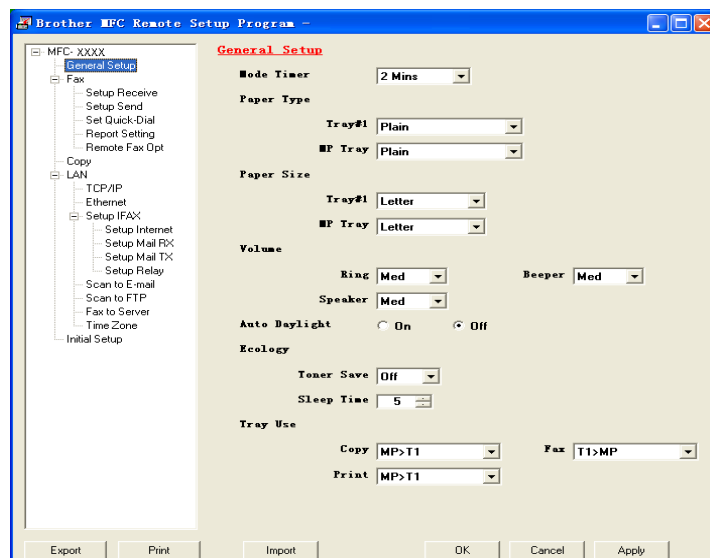 Brother MFC Remote Setup Program -
MFC- XXXX
General Setup
Fax
Setup Receive
Setup Send
Set Quick-Dial
Report Setting
Remote Fax Opt
Copy
LAN
TCP/IP
Ethernet
Setup IFAX
Setup Internet
Setup Mail RX
Setup Mail TX
Setup Relay
Scan to E-mail
Scan to FTP
Fax to Server
Time Zone
Initial Setup
General Setup
Mode Timer 2 Mins
Paper Type
Tray#1 Plain
MP Tray Plain
Paper Size
Tray#1 Letter
MP Tray Letter
Volume
Ring Med Beeper Med
Speaker Med
Auto Daylight On Off
Ecology
Toner Save Off
Sleep Time 5
Tray Use
Copy MP>T1 Fax T1>MP
Print MP>T1
Export Print Import OK Cancel Apply